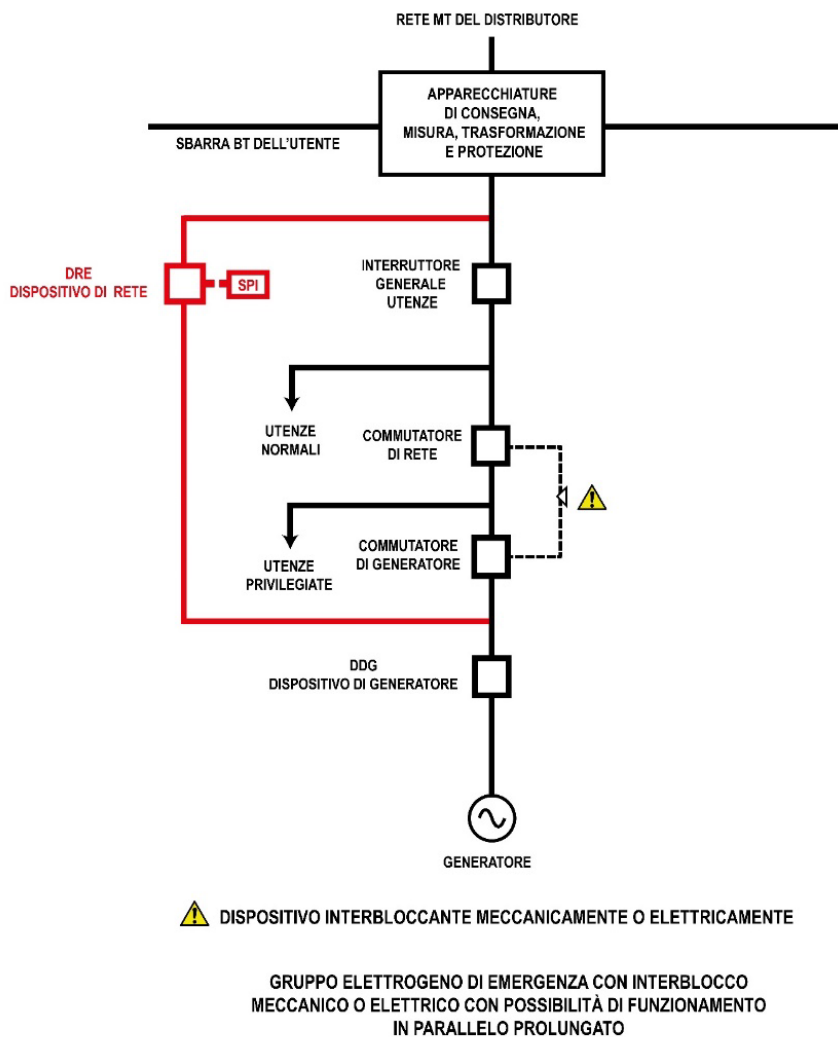 RETE MT DEL DISTRIBUTORE
APPARECCHIATURE
DI CONSEGNA,
MISURA, TRASFORMAZIONE
E PROTEZIONE
SBARRA BT DELL'UTENTE
DRE
DISPOSITIVO DI RETE
SPI
INTERRUTTORE
GENERALE
UTENZE
UTENZE
NORMALI
COMMUTATORE
DI RETE
UTENZE
PRIVILEGIATE
COMMUTATORE
DI GENERATORE
DDG
DISPOSITIVO DI GENERATORE
GENERATORE
DISPOSITIVO INTERBLOCCANTE MECCANICAMENTE O ELETTRICAMENTE
GRUPPO ELETTROGENO DI EMERGENZA CON INTERBLOCCO
MECCANICO O ELETTRICO CON POSSIBILITÀ DI FUNZIONAMENTO
IN PARALLELO PROLUNGATO